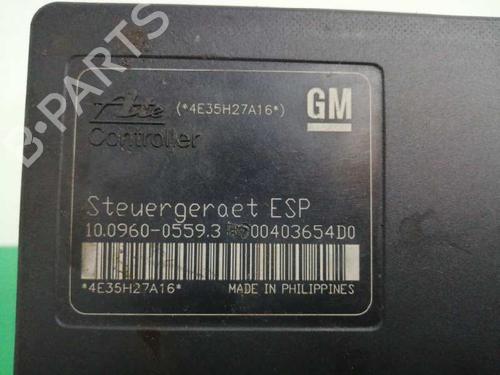 Ate (*4E35H27A16*) GM
Controller
Steuergeraet ESP
10.0960-0559.3 00403654D0
*4E35H27A16* MADE IN PHILIPPINES
B-PARTS